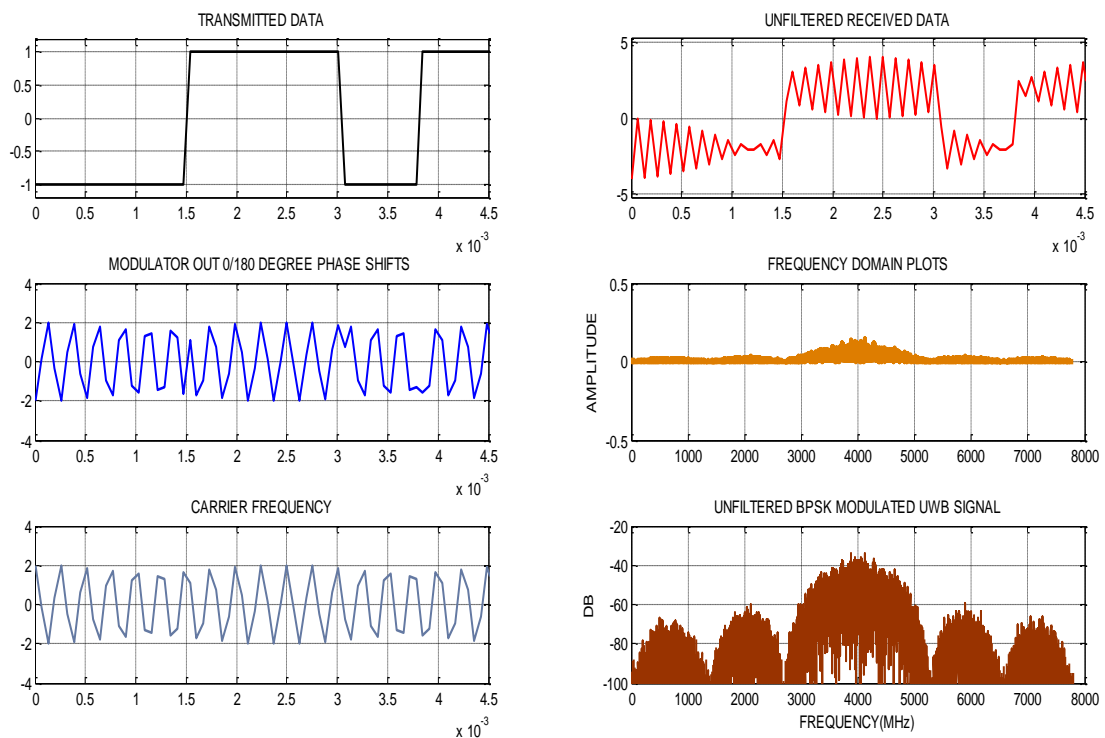 TRANSMITTED DATA
1
0.5
0
-0.5
-1
0 0.5 1 1.5 2 2.5 3 3.5 4 4.5
x 10^-3
UNFILTERED RECEIVED DATA
5
0
-5
0 0.5 1 1.5 2 2.5 3 3.5 4 4.5
x 10^-3
MODULATOR OUT 0/180 DEGREE PHASE SHIFTS
4
2
0
-2
-4
0 0.5 1 1.5 2 2.5 3 3.5 4 4.5
x 10^-3
FREQUENCY DOMAIN PLOTS
AMPLITUDE
0.5
0
-0.5
0 1000 2000 3000 4000 5000 6000 7000 8000
CARRIER FREQUENCY
4
2
0
-2
-4
0 0.5 1 1.5 2 2.5 3 3.5 4 4.5
x 10^-3
UNFILTERED BPSK MODULATED UWB SIGNAL
DB
-20
-40
-60
-80
-100
0 1000 2000 3000 4000 5000 6000 7000 8000
FREQUENCY(MHz)